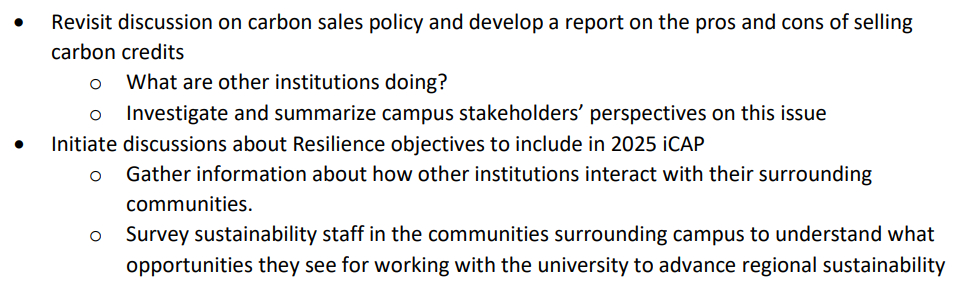 • Revisit discussion on carbon sales policy and develop a report on the pros and cons of selling
carbon credits
o What are other institutions doing?
o Investigate and summarize campus stakeholders’ perspectives on this issue
• Initiate discussions about Resilience objectives to include in 2025 iCAP
o Gather information about how other institutions interact with their surrounding
communities.
o Survey sustainability staff in the communities surrounding campus to understand what
opportunities they see for working with the university to advance regional sustainability